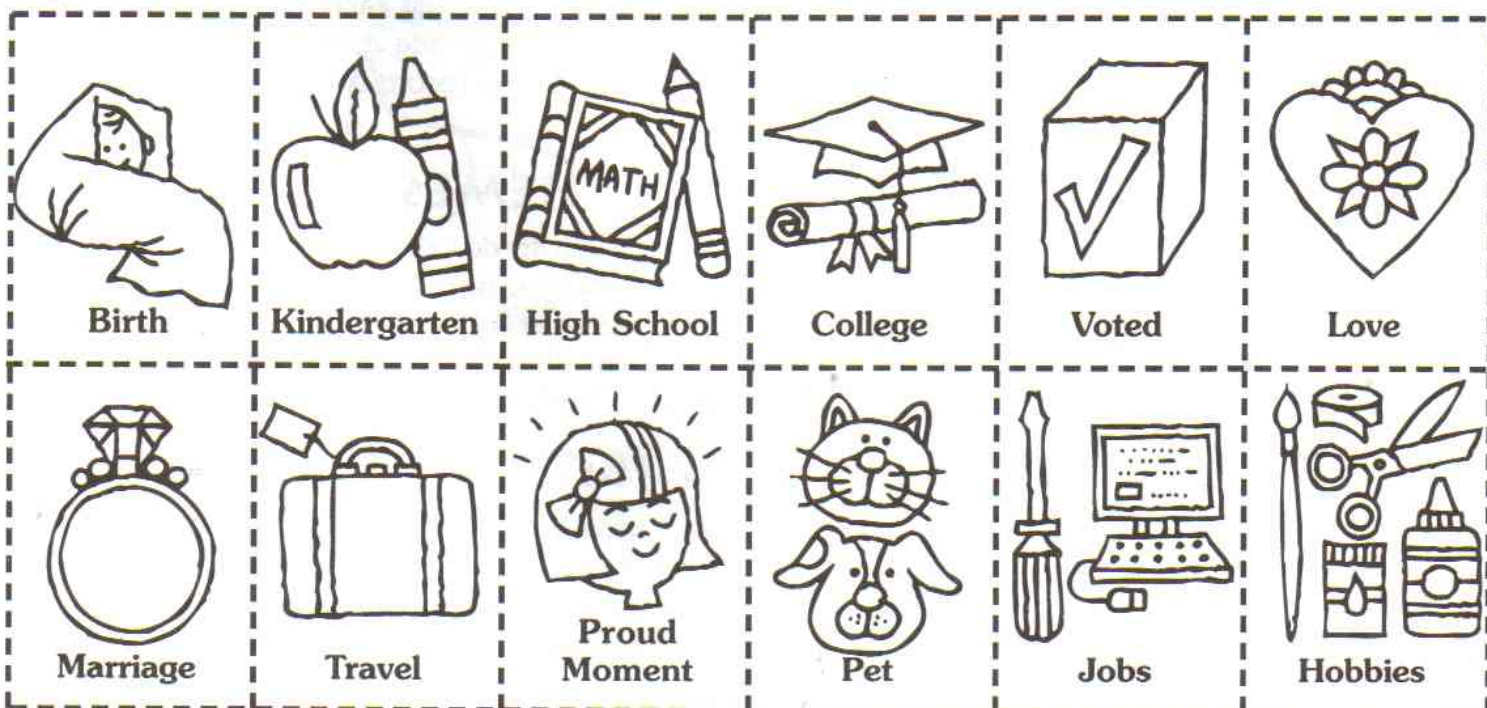 MATH
Birth
Kindergarten
High School
College
Voted
Love
Marriage
Travel
Proud
Moment
Pet
Jobs
Hobbies